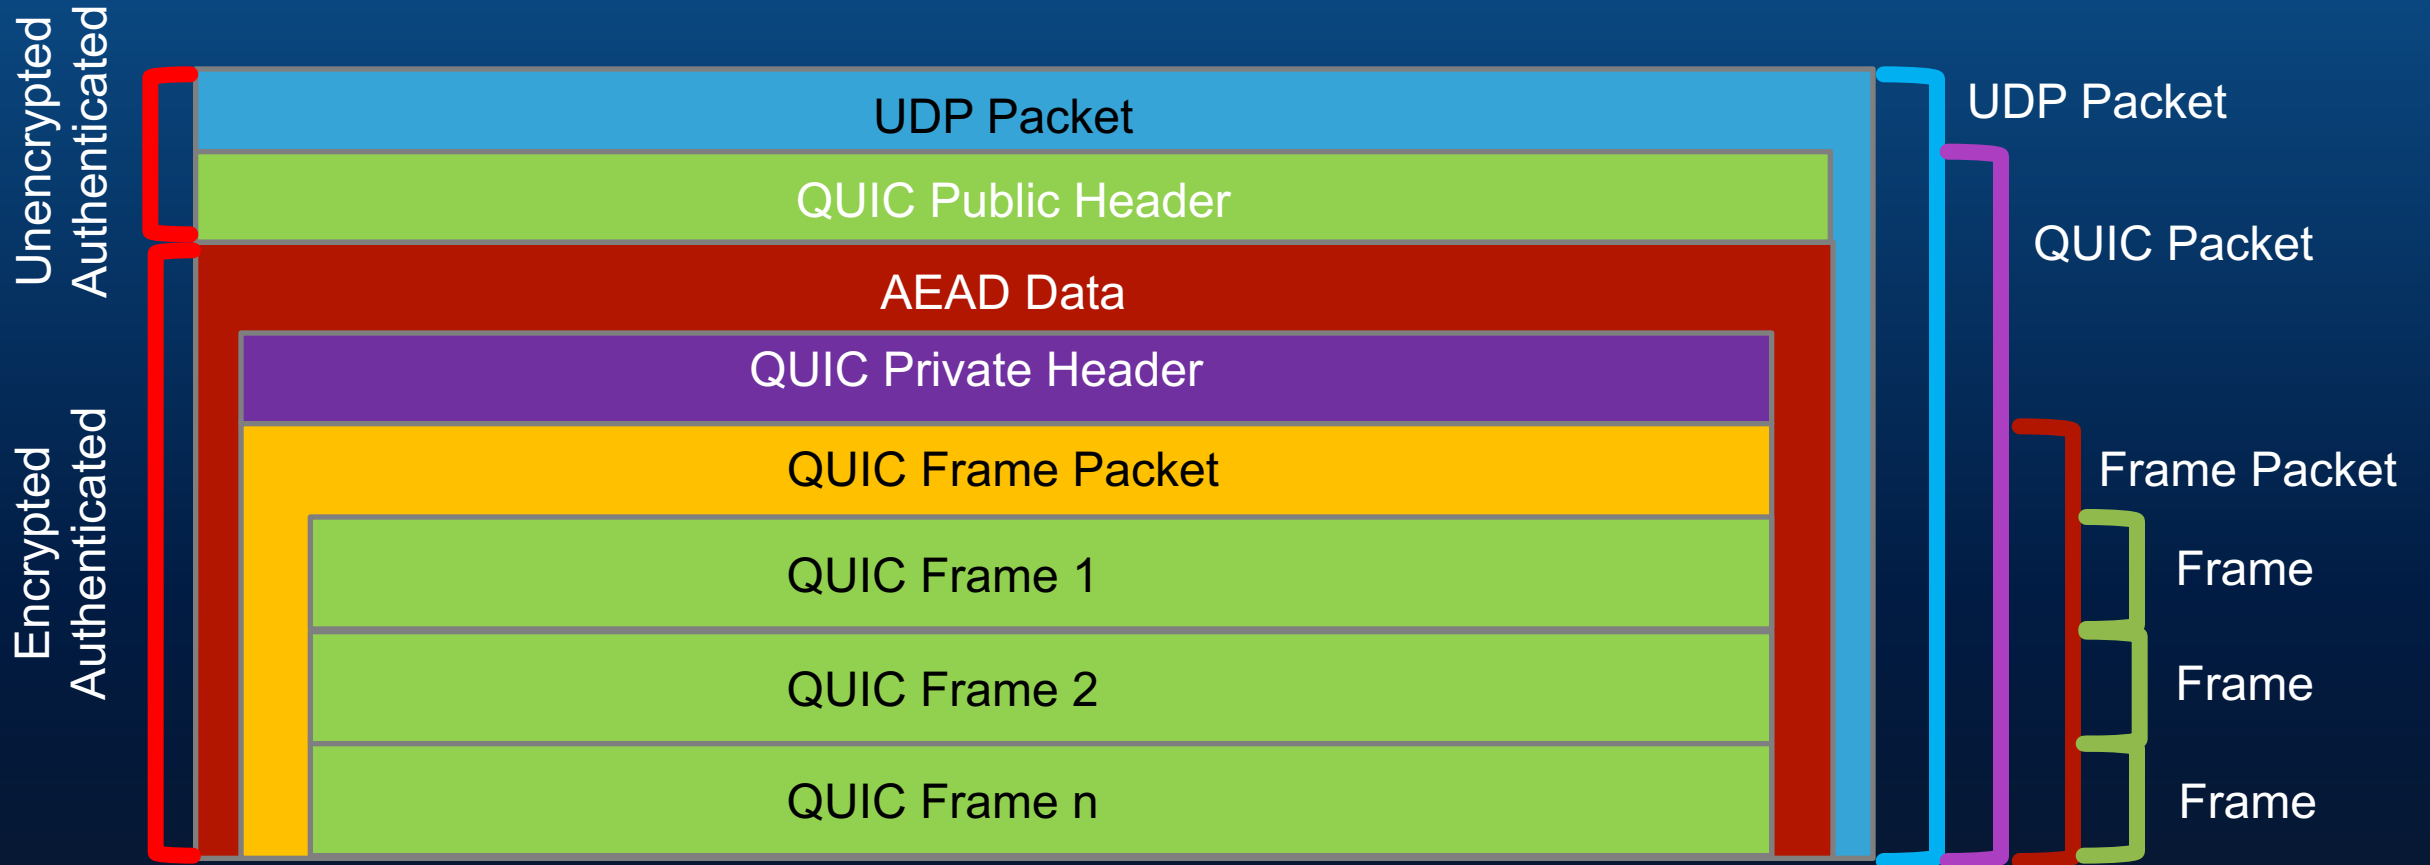 Unencrypted
Authenticated
Encrypted
Authenticated
UDP Packet
QUIC Public Header
AEAD Data
QUIC Private Header
QUIC Frame Packet
QUIC Frame 1
QUIC Frame 2
QUIC Frame n
UDP Packet
QUIC Packet
Frame Packet
Frame
Frame
Frame